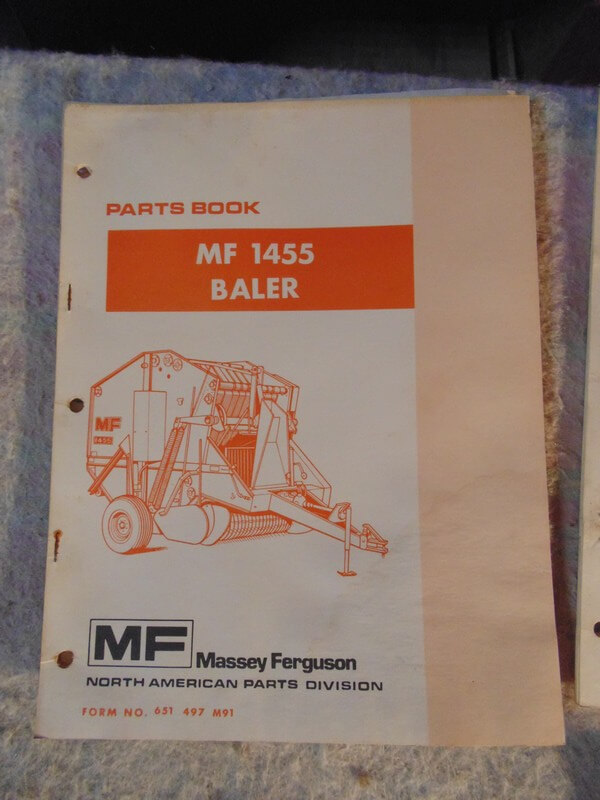 PARTS BOOK
MF 1455
BALER
MF
1455
MF
Massey Ferguson
NORTH AMERICAN PARTS DIVISION
FORM NO. 651 497 M91